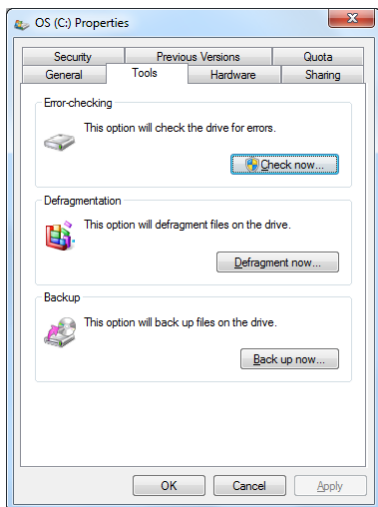 OS (C:) Properties
Security Previous Versions Quota
General Tools Hardware Sharing
Error-checking
This option will check the drive for errors.
Check now...
Defragmentation
This option will defragment files on the drive.
Defragment now...
Backup
This option will back up files on the drive.
Back up now...
OK Cancel Apply